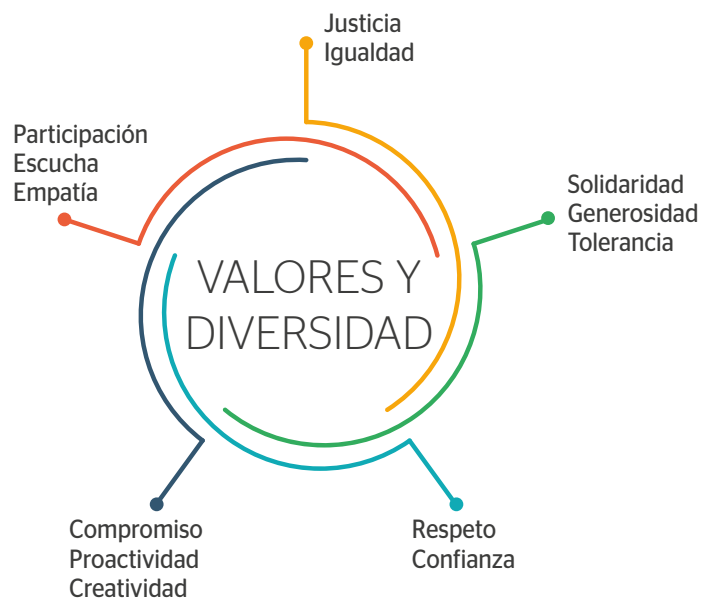 Justicia
Igualdad
Participación
Escucha
Empatía
Solidaridad
Generosidad
Tolerancia
VALORES Y
DIVERSIDAD
Compromiso
Proactividad
Creatividad
Respeto
Confianza